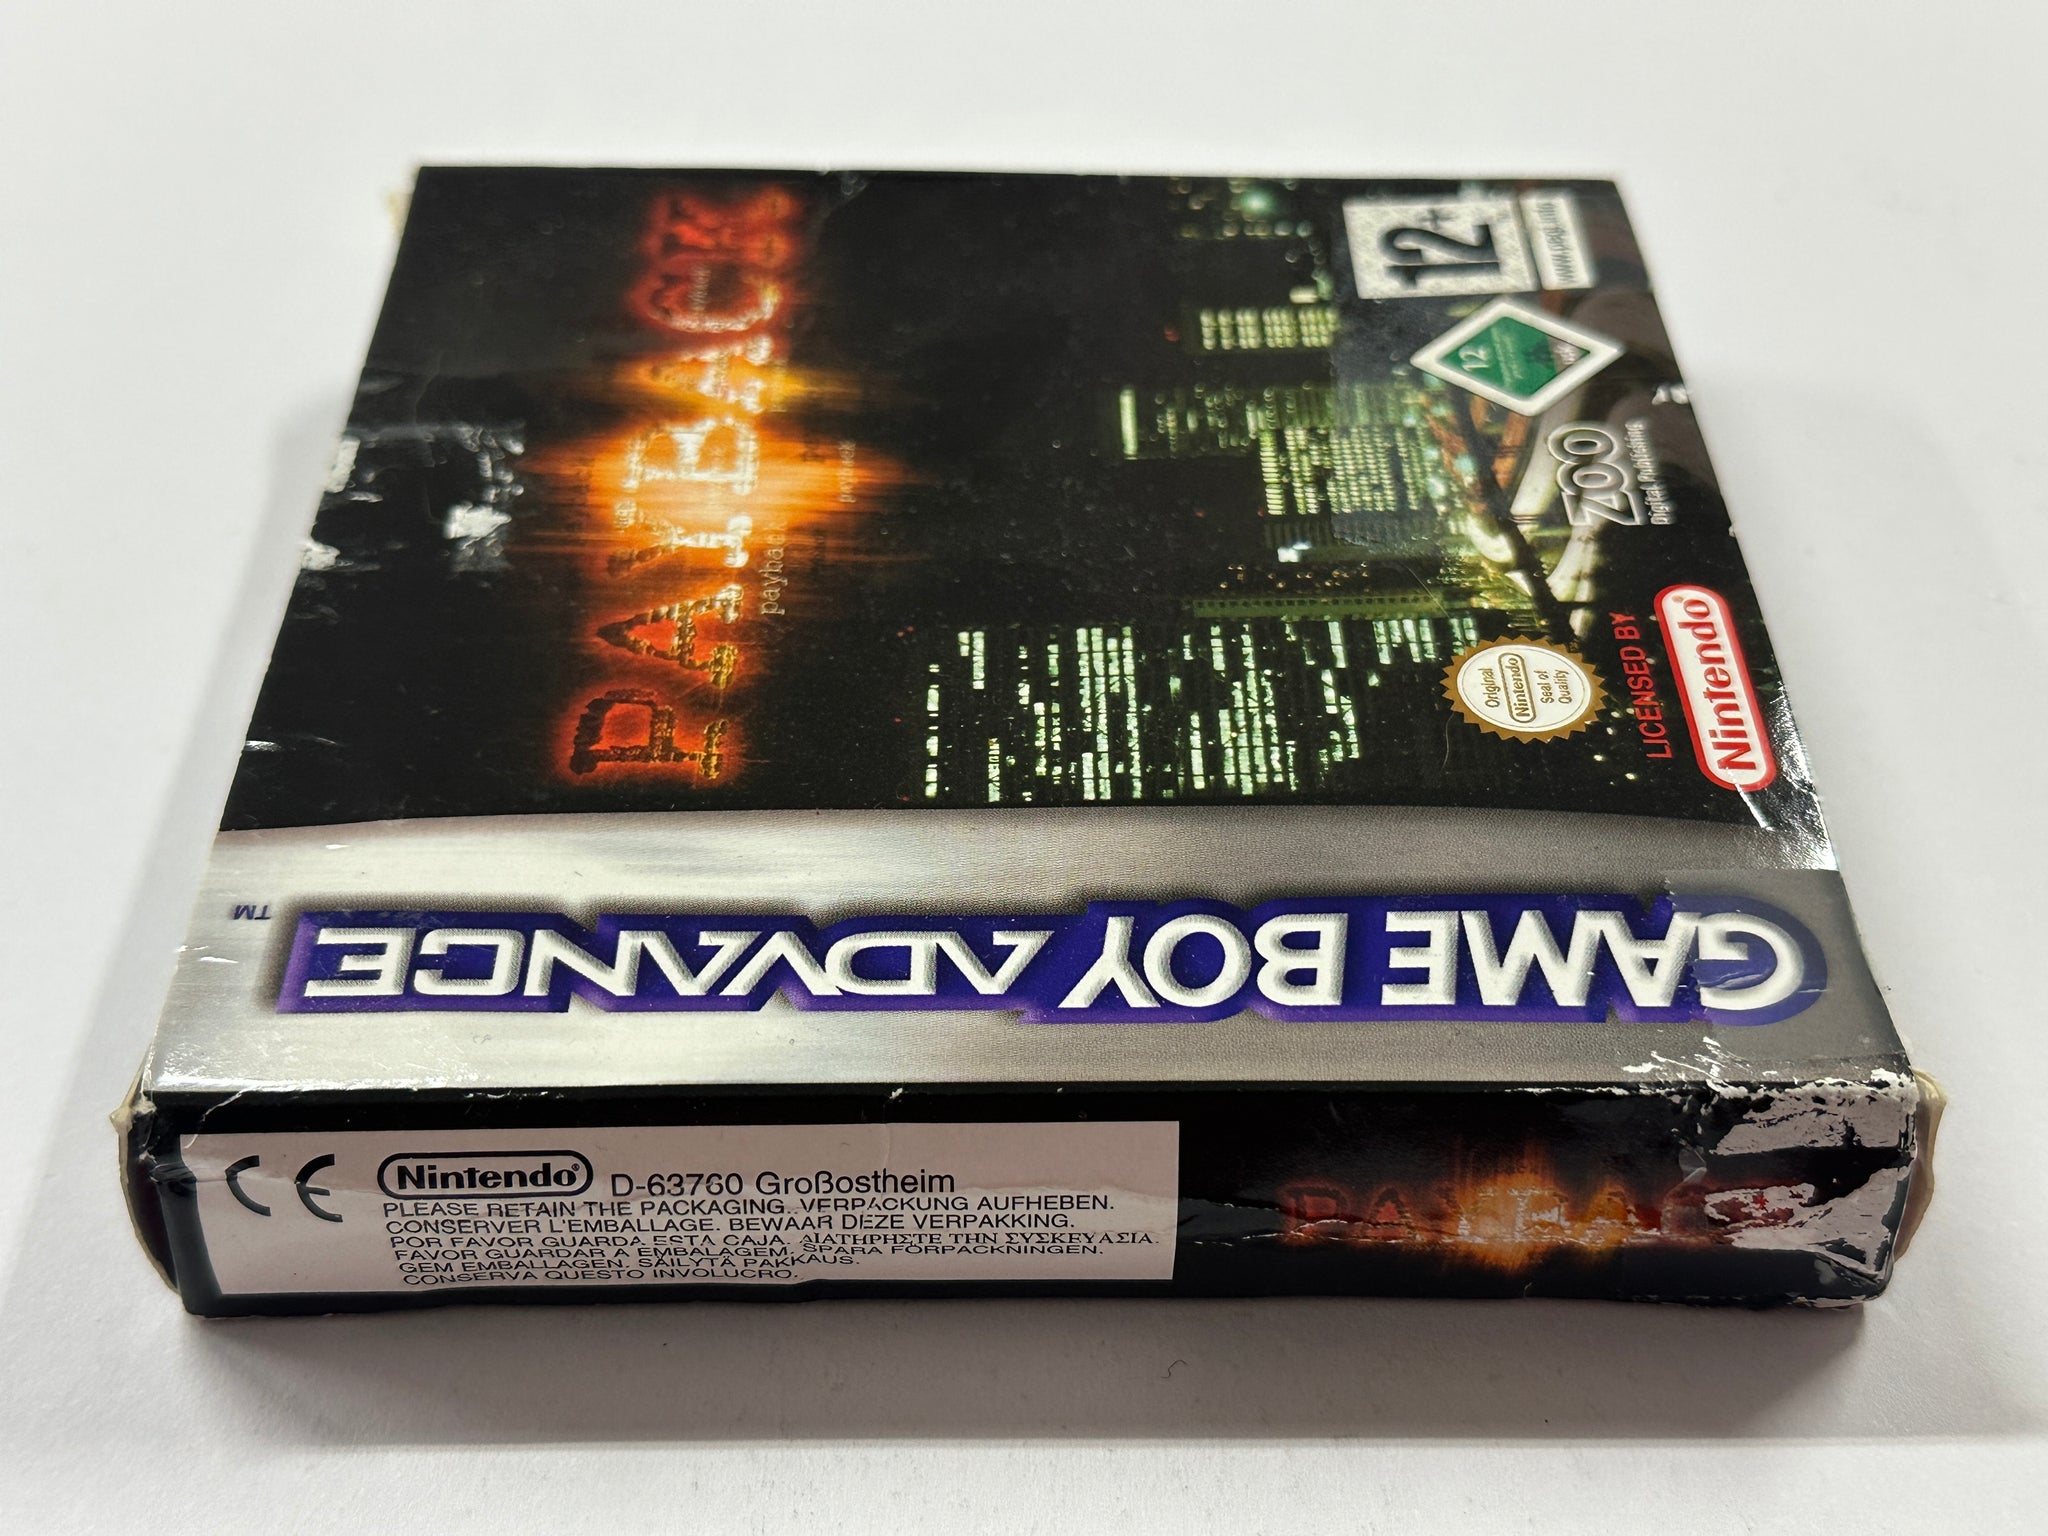 PAYBACK
payback
payback
12+
www.pegi.info
12
ZOO
Digital Publishing
Original
Nintendo
Seal of
Quality
LICENSED BY
Nintendo®
GAME BOY ADVANCE
TM
CE
Nintendo® D-63760 Großostheim
PLEASE RETAIN THE PACKAGING. VERPACKUNG AUFHEBEN.
CONSERVER L'EMBALLAGE. BEWAAR DEZE VERPAKKING.
POR FAVOR GUARDA ESTA CAJA. ΔΙΑΤΗΡΗΣΤΕ ΤΗΝ ΣΥΣΚΕΥΑΣΙΑ.
FAVOR GUARDAR A EMBALAGEM. SPARA FÖRPACKNINGEN.
GEM EMBALLAGEN. SÄILYTÄ PAKKAUS.
CONSERVA QUESTO INVOLUCRO.